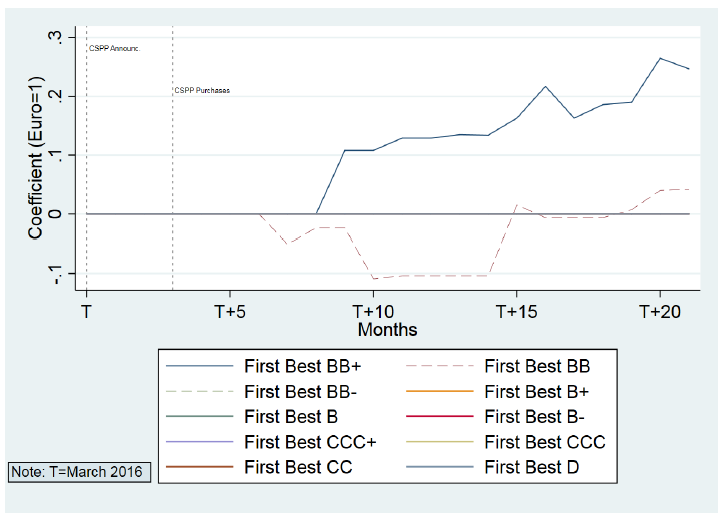 .3
CSPP Announc.
CSPP Purchases
.2
.1
0
-.1
Coefficient (Euro=1)
T T+5 T+10 T+15 T+20
Months
First Best BB+ First Best BB
First Best BB- First Best B+
First Best B First Best B-
First Best CCC+ First Best CCC
First Best CC First Best D
Note: T=March 2016